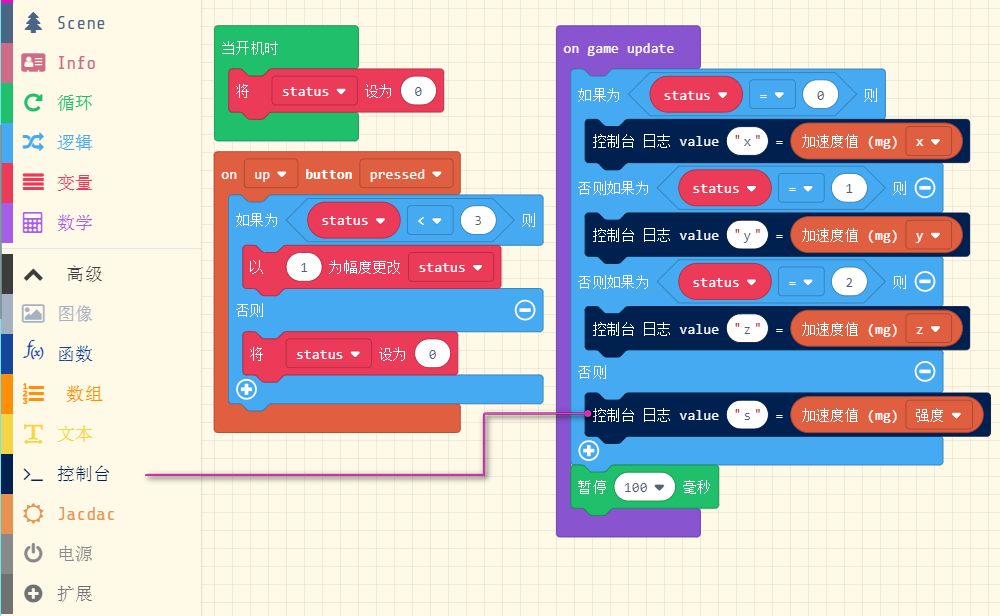 Scene
Info
循环
逻辑
变量
数学
高级
图像
f(x) 函数
数组
文本
控制台
Jacdac
电源
扩展
当开机时
将 status 设为 0
on up button pressed
如果为 status < 3 则
以 1 为幅度更改 status
否则
将 status 设为 0
on game update
如果为 status = 0 则
控制台 日志 value "x" = 加速度值 (mg) x
否则如果为 status = 1 则
控制台 日志 value "y" = 加速度值 (mg) y
否则如果为 status = 2 则
控制台 日志 value "z" = 加速度值 (mg) z
否则
控制台 日志 value "s" = 加速度值 (mg) 强度
暂停 100 毫秒